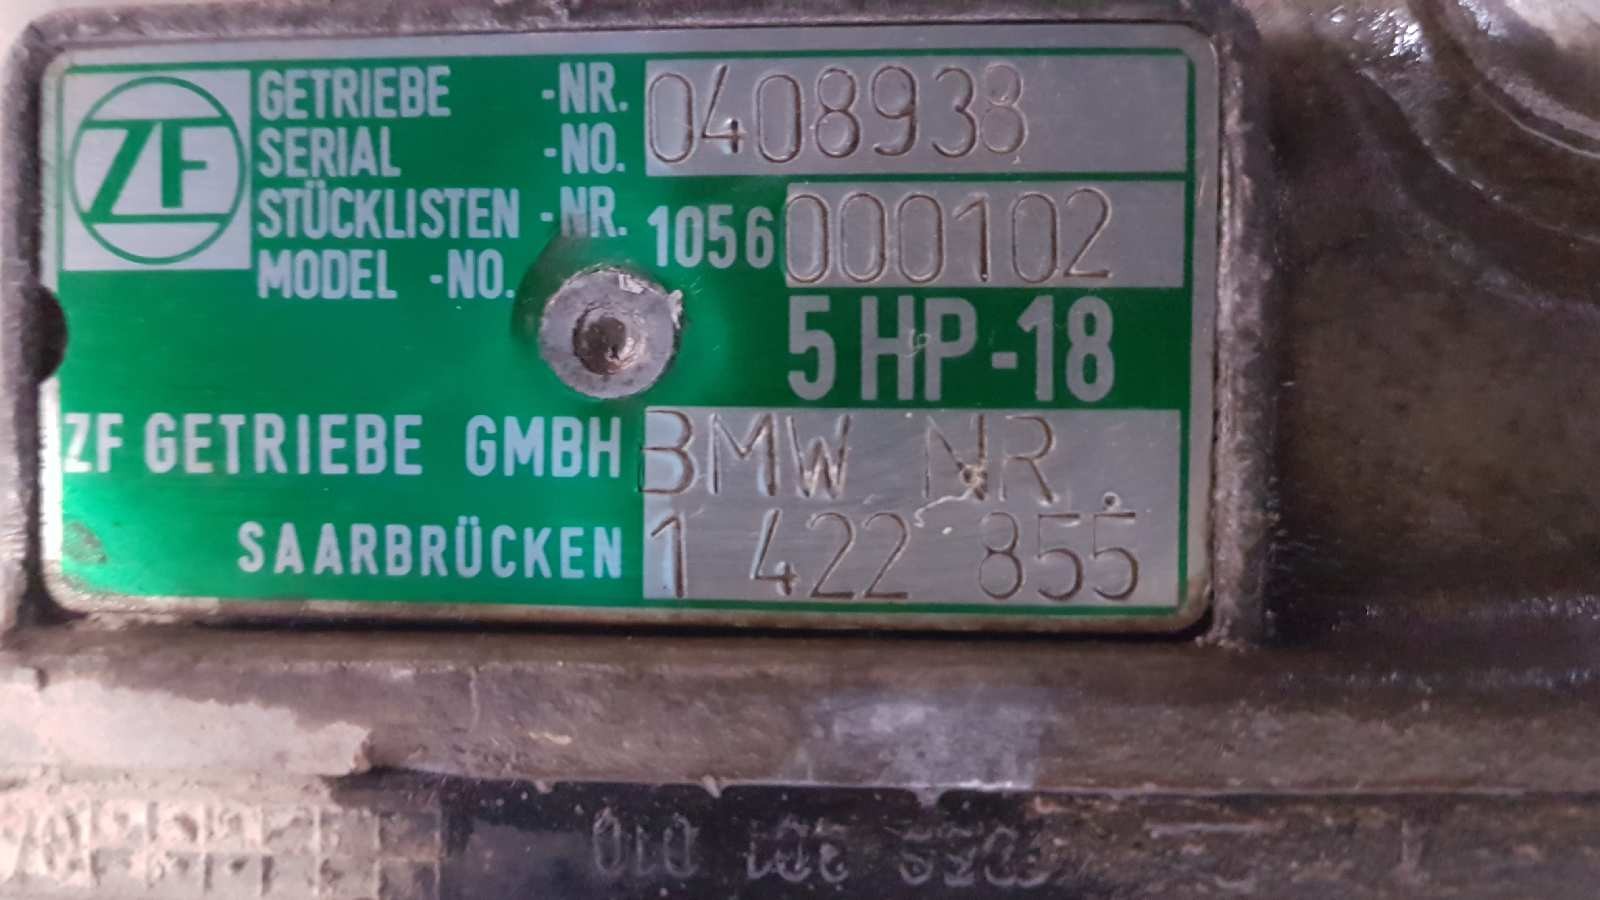 ZF
GETRIEBE -NR. 0408938
SERIAL -NO.
STÜCKLISTEN -NR. 1056 000102
MODEL -NO.
5 HP-18
ZF GETRIEBE GMBH BMW NR.
SAARBRÜCKEN 1 422 855